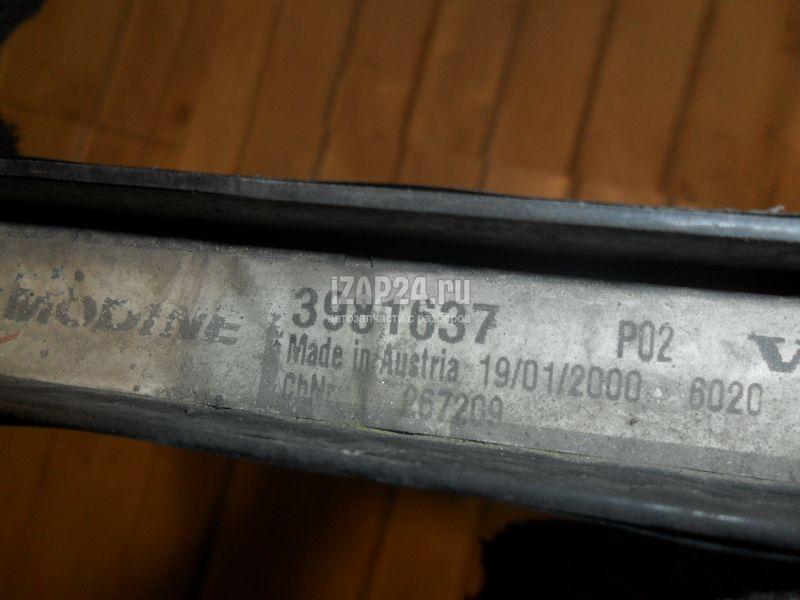 IZAP24.ru
автозапчасти с разборов
MODINE 3981637 P02 V
Made in Austria 19/01/2000 6020
ChNr. 267209